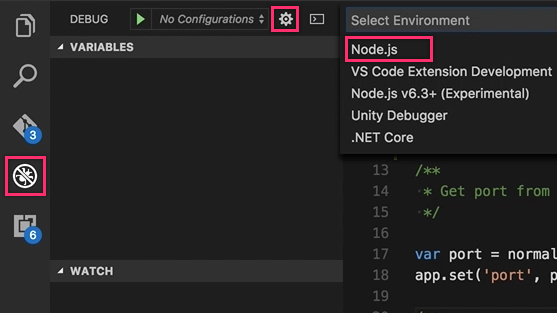 DEBUG
No Configurations
Select Environment
Node.js
VS Code Extension Development
Node.js v6.3+ (Experimental)
Unity Debugger
.NET Core
VARIABLES
WATCH
3
6
13 /**
14 * Get port from
15 */
16
17 var port = normal
18 app.set('port', p
19